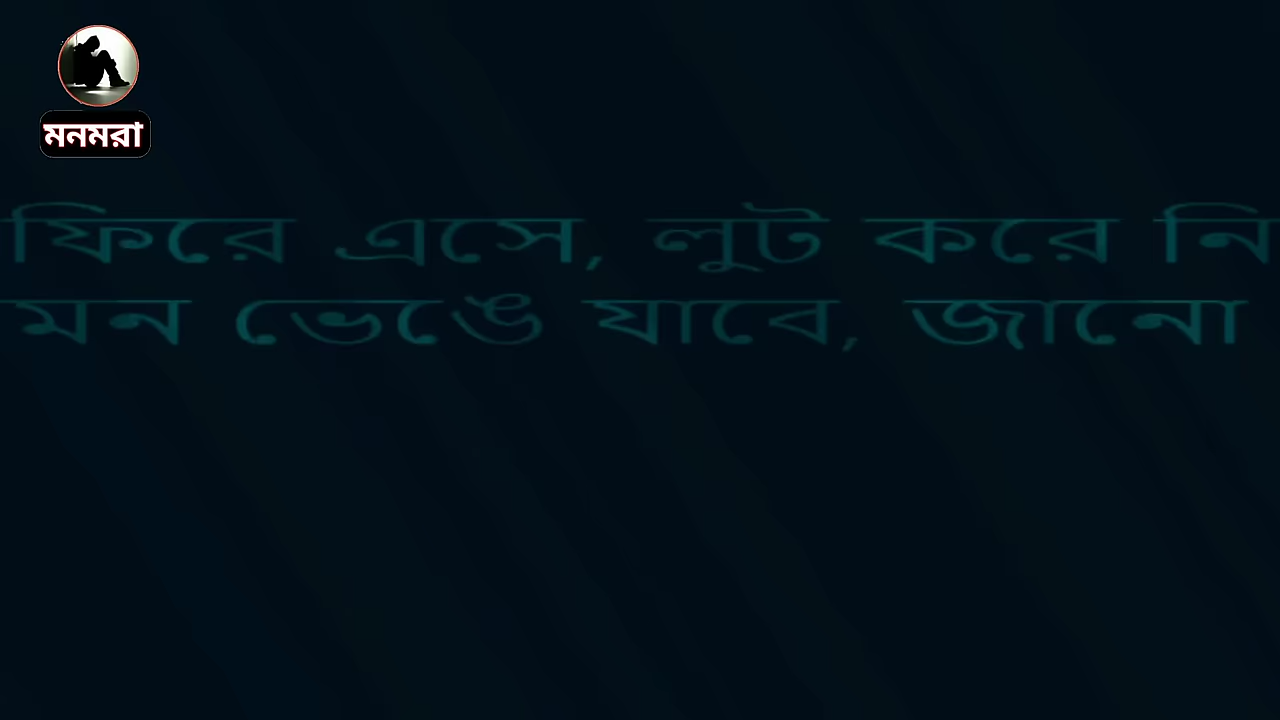 মনমরা
ফিরে এসে, লুট করে নি
মন ভেঙে যাবে, জানো